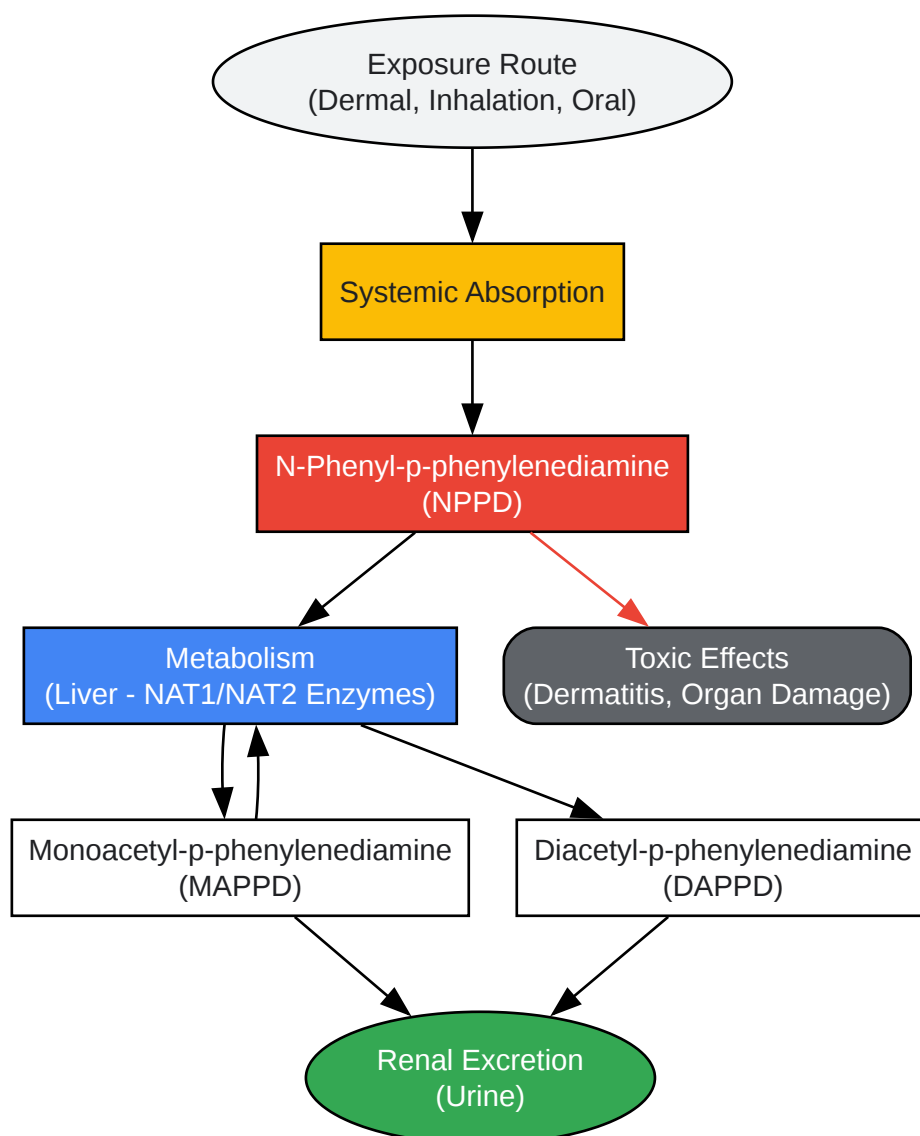 Exposure Route
(Dermal, Inhalation, Oral)
Systemic Absorption
N-Phenyl-p-phenylenediamine
(NPPD)
Metabolism
(Liver - NAT1/NAT2 Enzymes)
Toxic Effects
(Dermatitis, Organ Damage)
Monoacetyl-p-phenylenediamine
(MAPPD)
Diacetyl-p-phenylenediamine
(DAPPD)
Renal Excretion
(Urine)